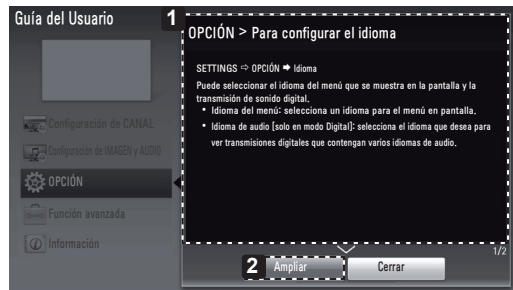 Guía del Usuario
1
OPCIÓN > Para configurar el idioma
SETTINGS ⇨ OPCIÓN ➡ Idioma
Puede seleccionar el idioma del menú que se muestra en la pantalla y la
transmisión de sonido digital.
• Idioma del menú: selecciona un idioma para el menú en pantalla.
• Idioma de audio [solo en modo Digital]: selecciona el idioma que desea para
ver transmisiones digitales que contengan varios idiomas de audio.
Configuración de CANAL
Configuración de IMAGEN y AUDIO
OPCIÓN
Función avanzada
Información
1/2
2
Ampliar
Cerrar